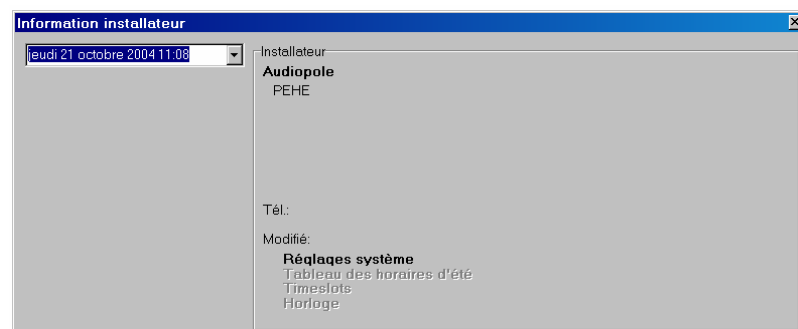 Information installateur
jeudi 21 octobre 2004 11:08
Installateur
Audiopole
PEHE
Tél.:
Modifié:
Réglages système
Tableau des horaires d'été
Timeslots
Horloge